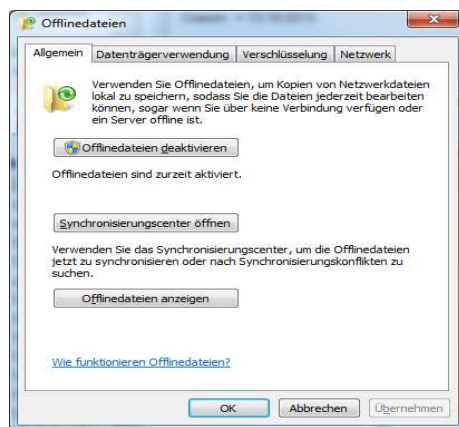 Offlinedateien
Allgemein Datenträgerverwendung Verschlüsselung Netzwerk
Verwenden Sie Offlinedateien, um Kopien von Netzwerkdateien
lokal zu speichern, sodass Sie die Dateien jederzeit bearbeiten
können, sogar wenn Sie über keine Verbindung verfügen oder
ein Server offline ist.
Offlinedateien deaktivieren
Offlinedateien sind zurzeit aktiviert.
Synchronisierungscenter öffnen
Verwenden Sie das Synchronisierungscenter, um die Offlinedateien
jetzt zu synchronisieren oder nach Synchronisierungskonflikten zu
suchen.
Offlinedateien anzeigen
Wie funktionieren Offlinedateien?
OK Abbrechen Übernehmen